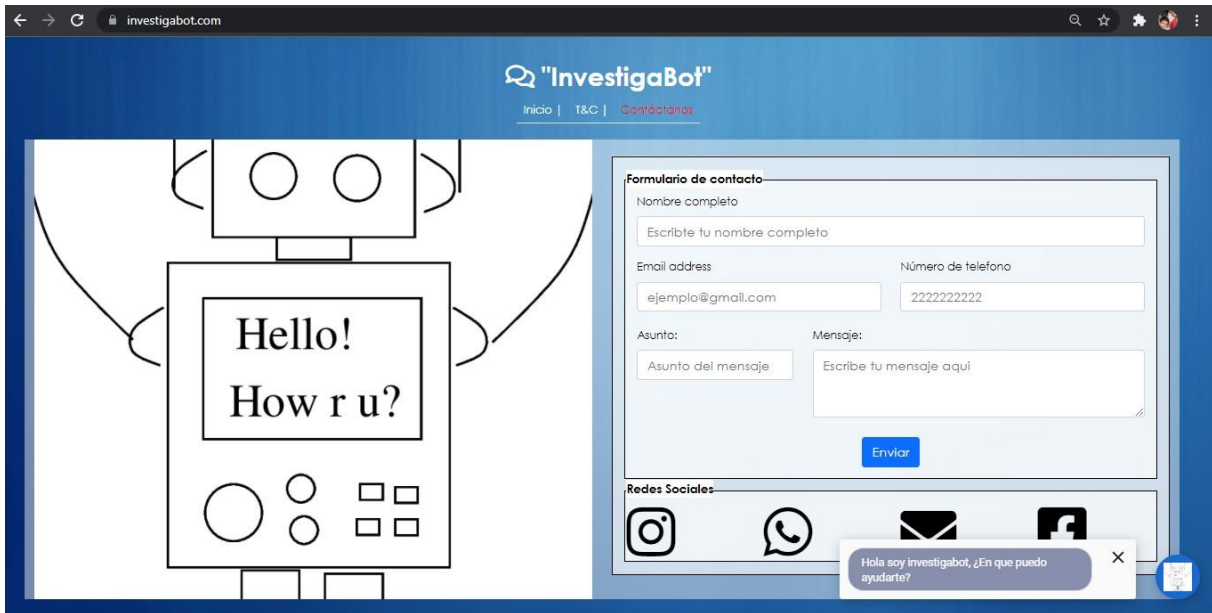 investigabot.com
"InvestigaBot"
Inicio | T&C | Contáctanos
Hello!
How r u?
Formulario de contacto
Nombre completo
Escribte tu nombre completo
Email address Número de telefono
ejemplo@gmail.com 2222222222
Asunto: Mensaje:
Asunto del mensaje Escribe tu mensaje aqui
Enviar
Redes Sociales
Hola soy investigabot, ¿En que puedo
ayudarte?